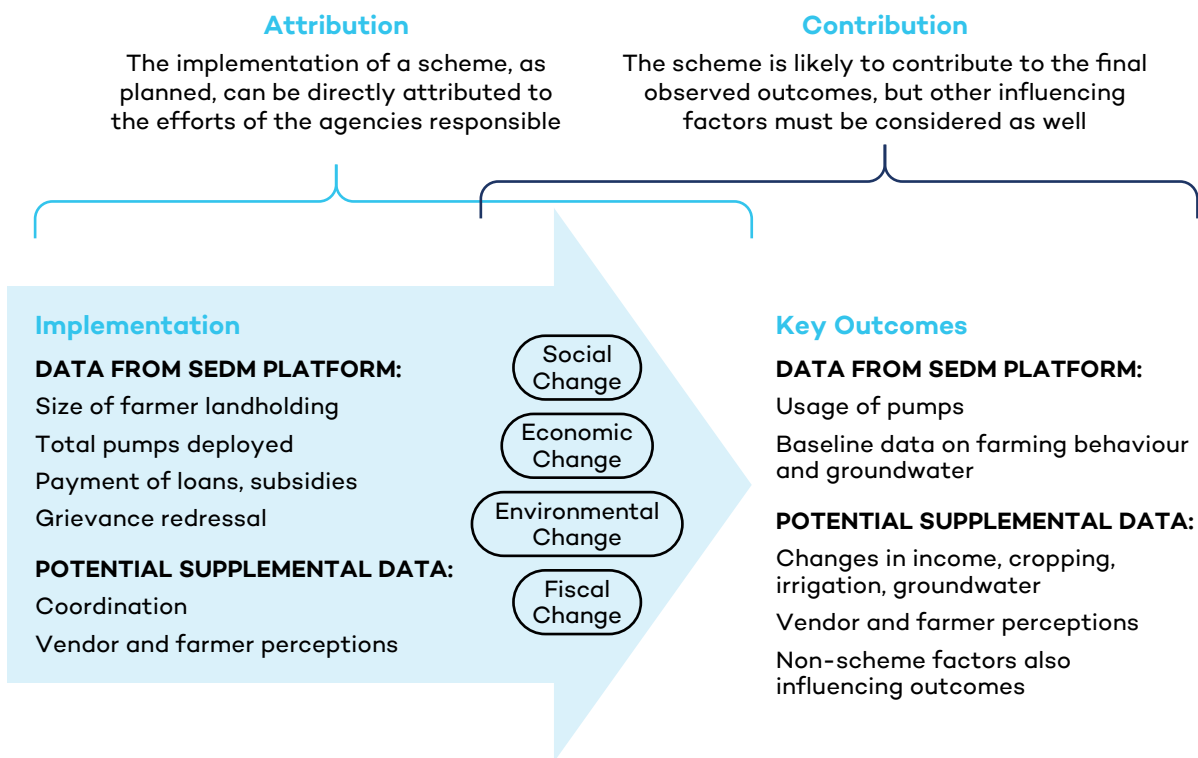 Attribution
The implementation of a scheme, as
planned, can be directly attributed to
the efforts of the agencies responsible
Contribution
The scheme is likely to contribute to the final
observed outcomes, but other influencing
factors must be considered as well
Implementation
DATA FROM SEDM PLATFORM:
Size of farmer landholding
Total pumps deployed
Payment of loans, subsidies
Grievance redressal
POTENTIAL SUPPLEMENTAL DATA:
Coordination
Vendor and farmer perceptions
Social
Change
Economic
Change
Environmental
Change
Fiscal
Change
Key Outcomes
DATA FROM SEDM PLATFORM:
Usage of pumps
Baseline data on farming behaviour
and groundwater
POTENTIAL SUPPLEMENTAL DATA:
Changes in income, cropping,
irrigation, groundwater
Vendor and farmer perceptions
Non-scheme factors also
influencing outcomes